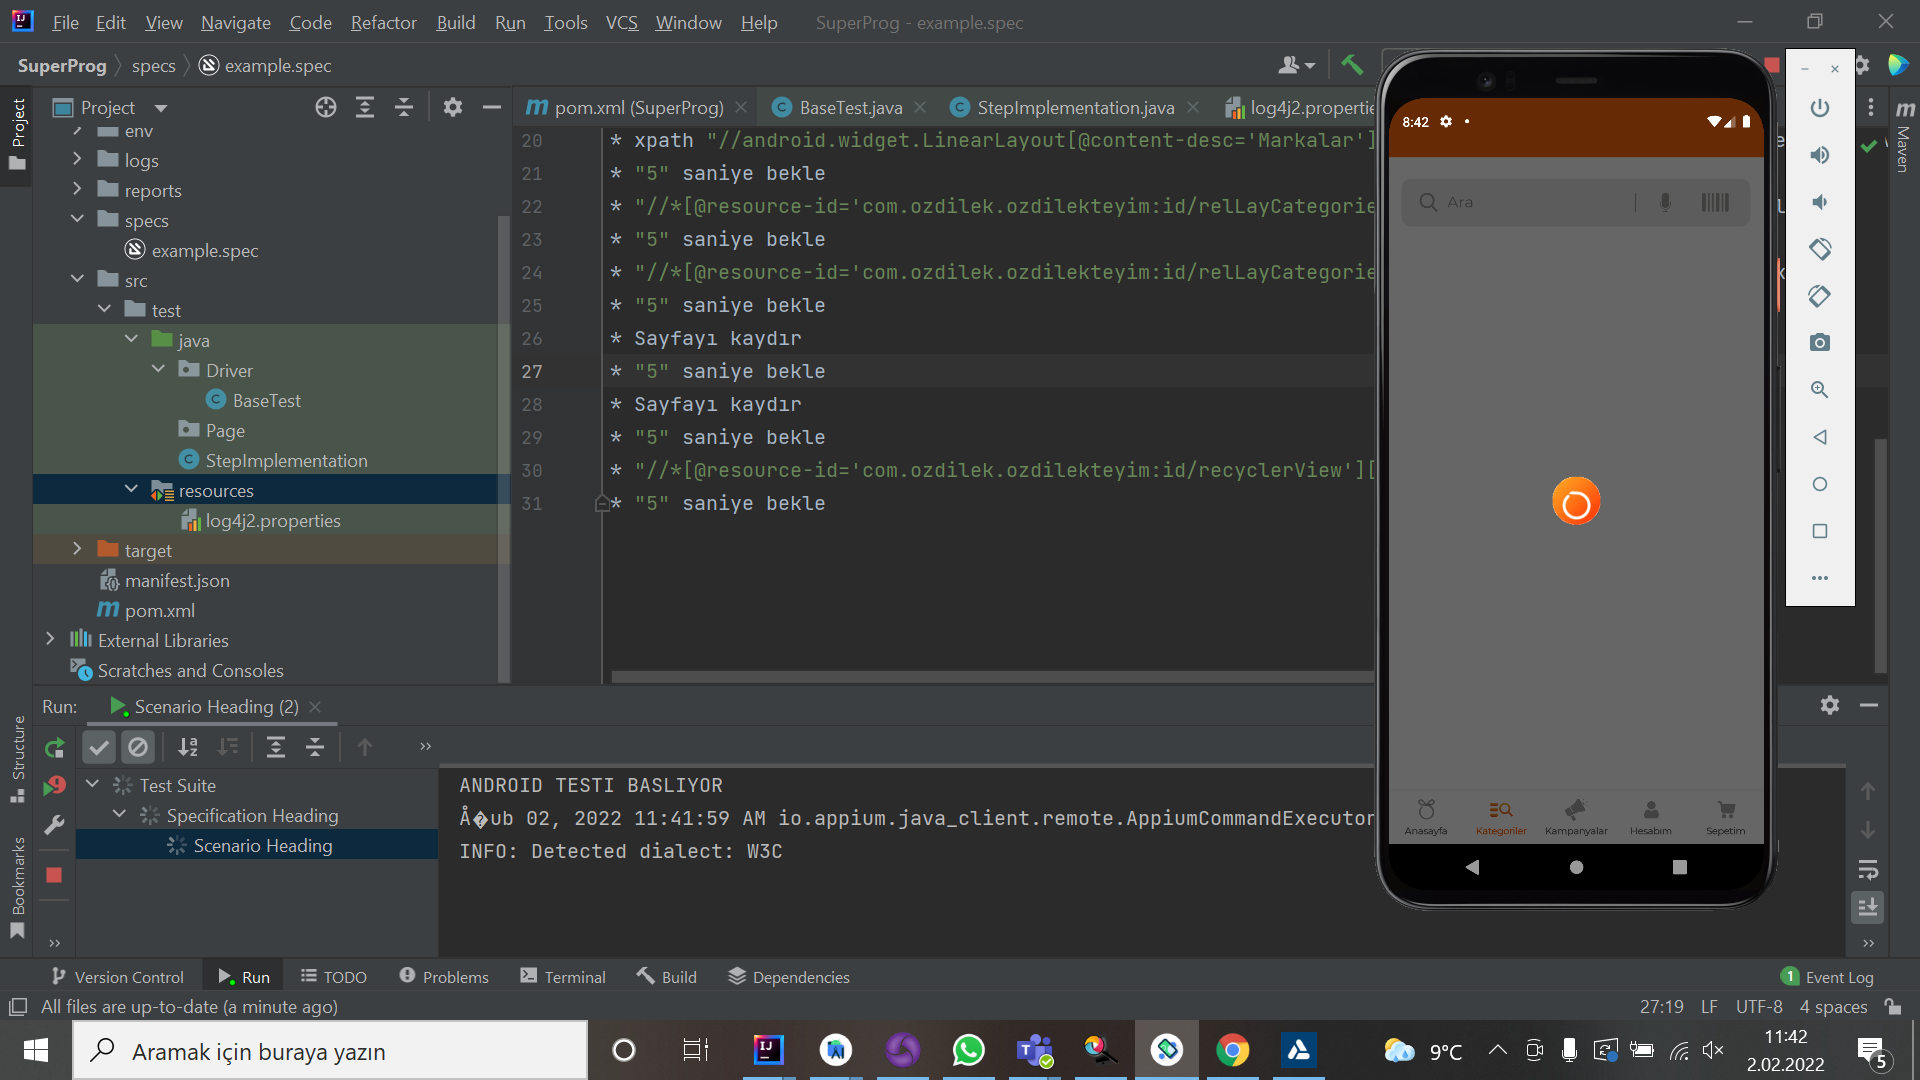 File Edit View Navigate Code Refactor Build Run Tools VCS Window Help SuperProg - example.spec
SuperProg specs example.spec
Project
pom.xml (SuperProg) BaseTest.java StepImplementation.java log4j2.propertie
Project
Maven
env
logs
reports
specs
example.spec
src
test
java
Driver
BaseTest
Page
StepImplementation
resources
log4j2.properties
target
manifest.json
pom.xml
External Libraries
Scratches and Consoles
20 * xpath "//android.widget.LinearLayout[@content-desc='Markalar']
21 * "5" saniye bekle
22 * "//*[@resource-id='com.ozdilek.ozdilekteyim:id/relLayCategorie
23 * "5" saniye bekle
24 * "//*[@resource-id='com.ozdilek.ozdilekteyim:id/relLayCategorie
25 * "5" saniye bekle
26 * Sayfayı kaydır
27 * "5" saniye bekle
28 * Sayfayı kaydır
29 * "5" saniye bekle
30 * "//*[@resource-id='com.ozdilek.ozdilekteyim:id/recyclerView'][
31 * "5" saniye bekle
8:42
Ara
Anasayfa Kategoriler Kampanyalar Hesabım Sepetim
Run: Scenario Heading (2)
Structure
Bookmarks
Test Suite
Specification Heading
Scenario Heading
ANDROID TESTI BASLIYOR
Å�ub 02, 2022 11:41:59 AM io.appium.java_client.remote.AppiumCommandExecutor
INFO: Detected dialect: W3C
Version Control Run TODO Problems Terminal Build Dependencies 1 Event Log
All files are up-to-date (a minute ago) 27:19 LF UTF-8 4 spaces
Aramak için buraya yazın
9°C
11:42
2.02.2022
5